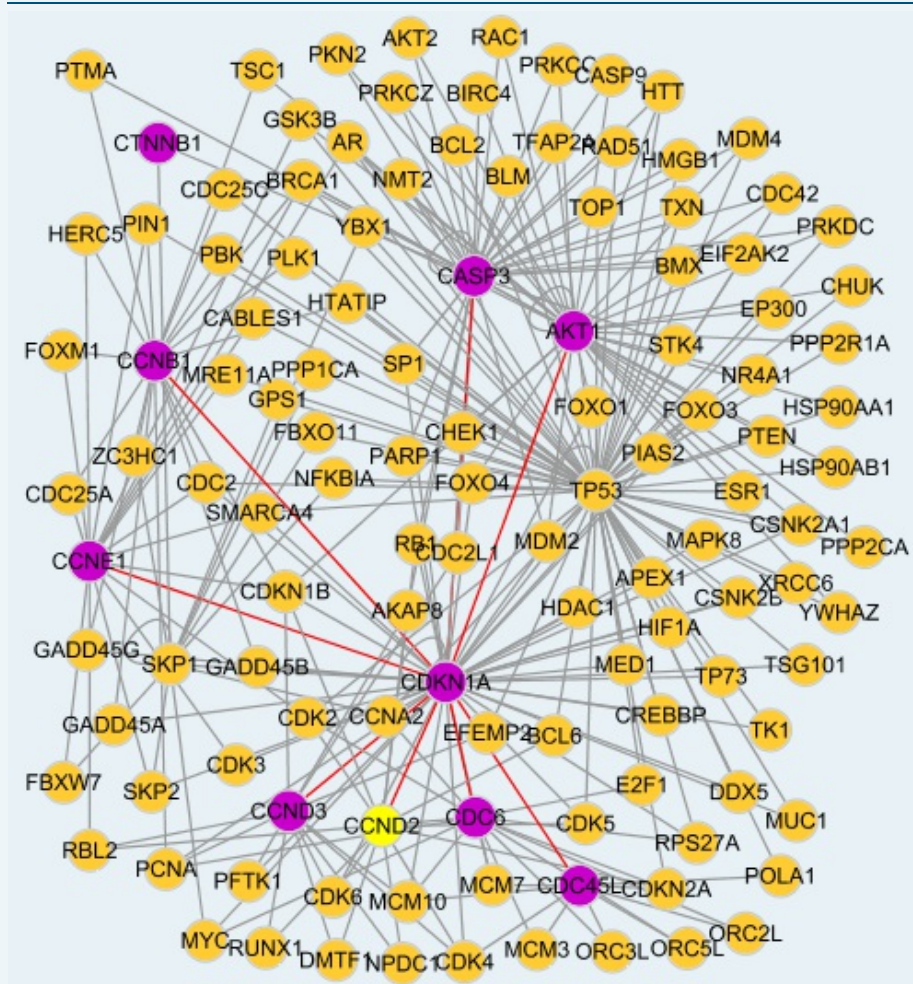 RAC1
AKT2
PKN2
PRKCQ
CASP9
PTMA
TSC1
HTT
PRKCZ
BIRC4
GSK3B
AR
BCL2
TFAP2A
RAD51
MDM4
CTNNB1
HMGB1
BLM
NMT2
BRCA1
CDC25C
CDC42
TOP1
TXN
YBX1
PIN1
HERC5
PRKDC
EIF2AK2
PBK
PLK1
BMX
CASP3
CHUK
HTATIP
EP300
CABLES1
AKT1
STK4
PPP2R1A
FOXM1
CCNB1
SP1
MRE11A
PPP1CA
NR4A1
GPS1
FOXO1
FOXO3
HSP90AA1
FBXO11
CHEK1
PTEN
ZC3HC1
PARP1
PIAS2
HSP90AB1
NFKBIA
CDC2
FOXO4
CDC25A
TP53
ESR1
SMARCA4
CSNK2A1
RB1
CDC2L1
MDM2
MAPK8
PPP2CA
CCNE1
APEX1
XRCC6
CDKN1B
CSNK2B
YWHAZ
AKAP8
HDAC1
HIF1A
GADD45G
SKP1
GADD45B
MED1
TSG101
TP73
CDKN1A
CDK2
CCNA2
CREBBP
GADD45A
EFEMP2
BCL6
TK1
CDK3
FBXW7
SKP2
E2F1
DDX5
CCND3
CCND2
CDC6
CDK5
MUC1
RPS27A
RBL2
PCNA
PFTK1
POLA1
MCM7
CDC45L
CDKN2A
CDK6
MCM10
ORC2L
MYC
RUNX1
DMTF1
NPDC1
CDK4
MCM3
ORC3L
ORC5L